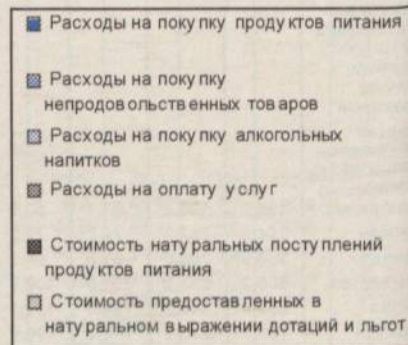 Расходы на покупку продуктов питания
Расходы на покупку
непродовольственных товаров
Расходы на покупку алкогольных
напитков
Расходы на оплату услуг
Стоимость натуральных поступлений
продуктов питания
Стоимость предоставленных в
натуральном выражении дотаций и льгот